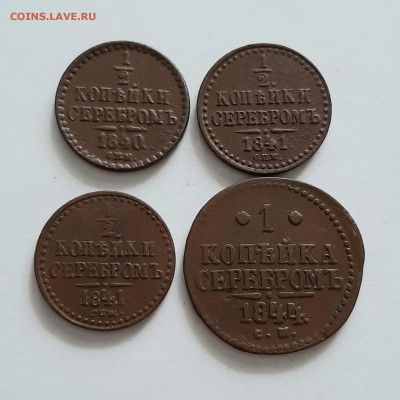 COINS.LAVE.RU
1/2
КОПѢЙКИ
СЕРЕБРОМЪ
1840.
1/2
КОПѢЙКИ
СЕРЕБРОМЪ
1841.
1/2
КОПѢЙКИ
СЕРЕБРОМЪ
1841
1
КОПѢЙКА
СЕРЕБРОМЪ
1844.
С. М.